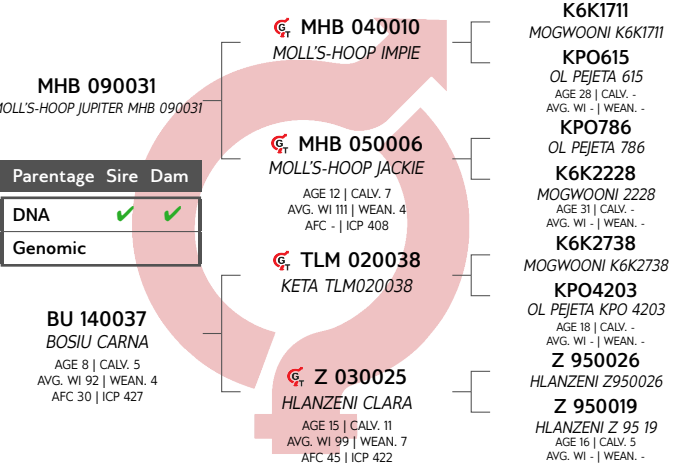 MHB 090031
MOLL'S-HOOP JUPITER MHB 090031
Parentage Sire Dam
DNA ✔ ✔
Genomic
BU 140037
BOSIU CARNA
AGE 8 | CALV. 5
AVG. WI 92 | WEAN. 4
AFC 30 | ICP 427
GT MHB 040010
MOLL'S-HOOP IMPIE
GT MHB 050006
MOLL'S-HOOP JACKIE
AGE 12 | CALV. 7
AVG. WI 111 | WEAN. 4
AFC - | ICP 408
GT TLM 020038
KETA TLM020038
GT Z 030025
HLANZENI CLARA
AGE 15 | CALV. 11
AVG. WI 99 | WEAN. 7
AFC 45 | ICP 422
K6K1711
MOGWOONI K6K1711
KPO615
OL PEJETA 615
AGE 28 | CALV. -
AVG. WI - | WEAN. -
KPO786
OL PEJETA 786
K6K2228
MOGWOONI 2228
AGE 31 | CALV. -
AVG. WI - | WEAN. -
K6K2738
MOGWOONI K6K2738
KPO4203
OL PEJETA KPO 4203
AGE 18 | CALV. -
AVG. WI - | WEAN. -
Z 950026
HLANZENI Z950026
Z 950019
HLANZENI Z 95 19
AGE 16 | CALV. 5
AVG. WI - | WEAN. -